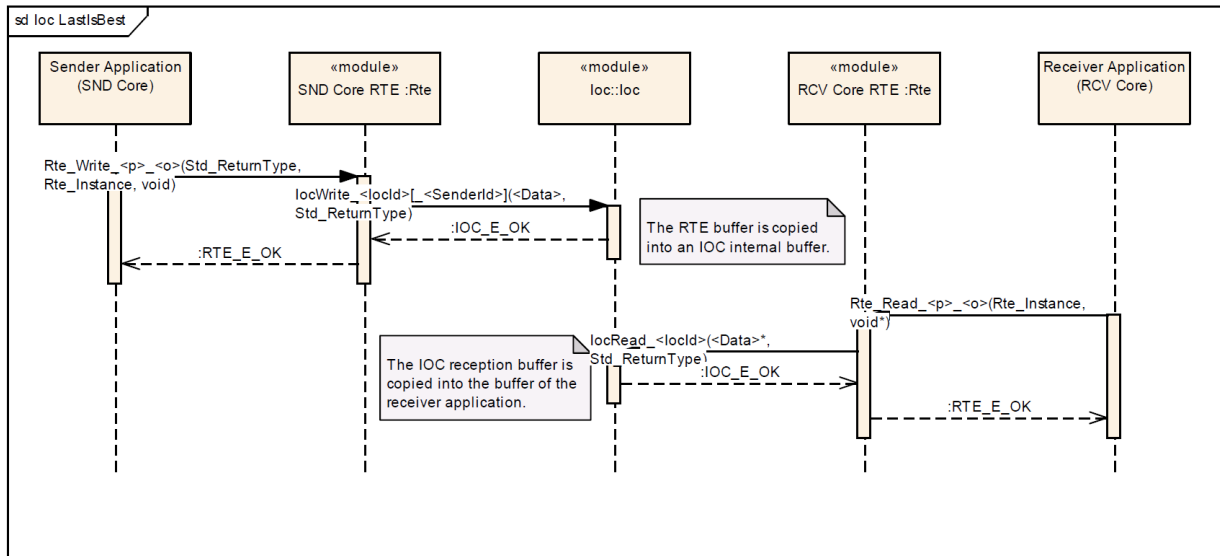 sd Ioc LastIsBest
Sender Application
(SND Core)
«module»
SND Core RTE :Rte
«module»
Ioc::Ioc
«module»
RCV Core RTE :Rte
Receiver Application
(RCV Core)
Rte_Write_<p>_<o>(Std_ReturnType,
Rte_Instance, void)
IocWrite_<IocId>[_<SenderId>](<Data>,
Std_ReturnType)
:IOC_E_OK
The RTE buffer is copied
into an IOC internal buffer.
:RTE_E_OK
Rte_Read_<p>_<o>(Rte_Instance,
void*)
IocRead_<IocId>(<Data>*,
Std_ReturnType)
The IOC reception buffer is
copied into the buffer of the
receiver application.
:IOC_E_OK
:RTE_E_OK